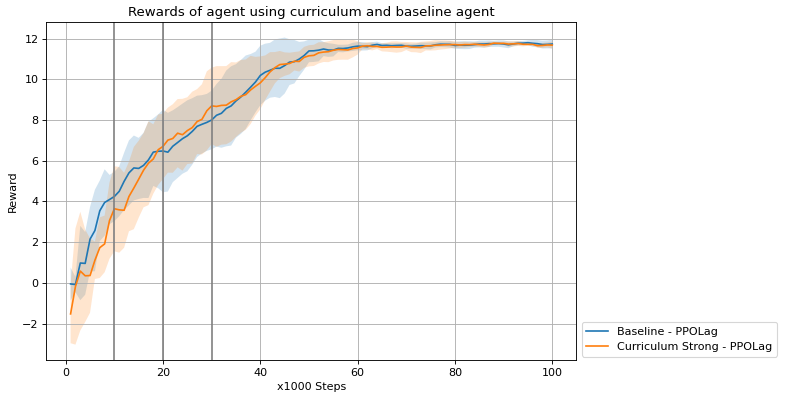 Rewards of agent using curriculum and baseline agent
12
10
8
6
4
2
0
−2
Reward
0 20 40 60 80 100
x1000 Steps
Baseline - PPOLag
Curriculum Strong - PPOLag